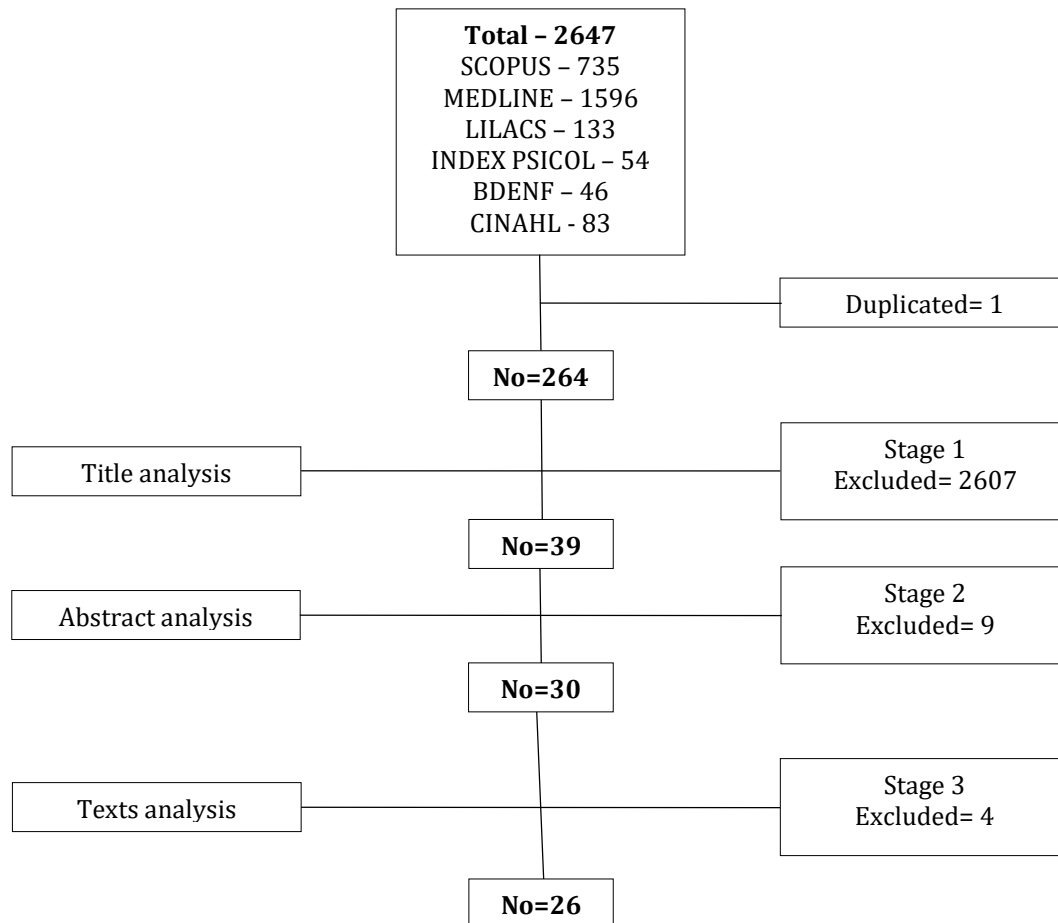 Total – 2647
SCOPUS – 735
MEDLINE – 1596
LILACS – 133
INDEX PSICOL – 54
BDENF – 46
CINAHL - 83
Duplicated= 1
No=264
Title analysis
Stage 1
Excluded= 2607
No=39
Abstract analysis
Stage 2
Excluded= 9
No=30
Texts analysis
Stage 3
Excluded= 4
No=26